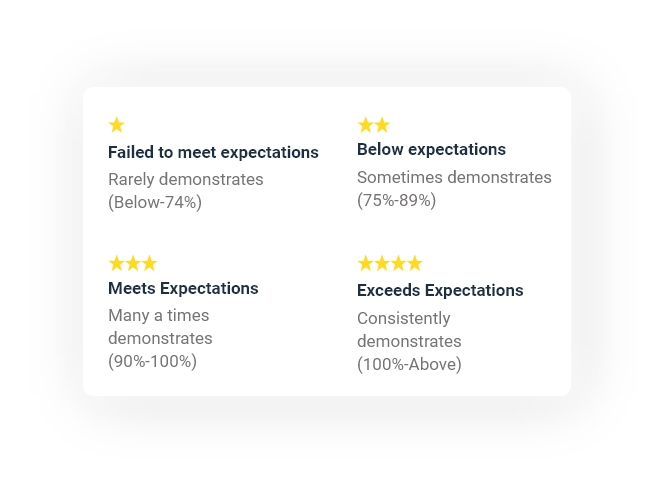 Failed to meet expectations
Rarely demonstrates
(Below-74%)
Below expectations
Sometimes demonstrates
(75%-89%)
Meets Expectations
Many a times
demonstrates
(90%-100%)
Exceeds Expectations
Consistently
demonstrates
(100%-Above)